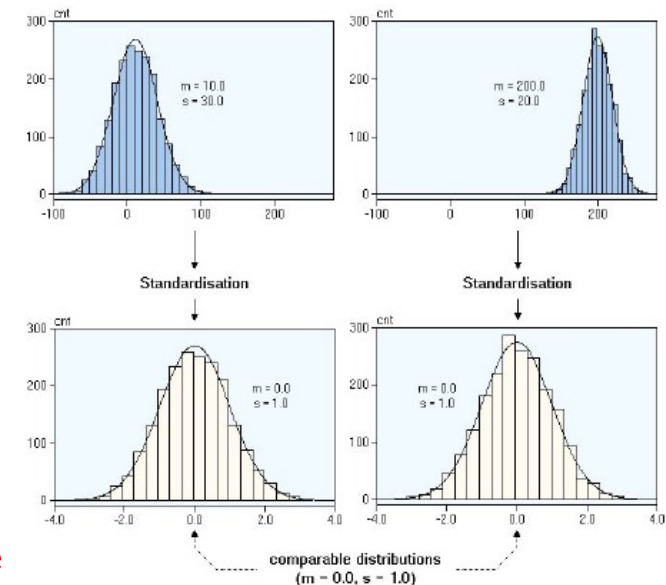 300 cnt
200
100
0
-100 0 100 200
m = 10.0
s = 30.0
300 cnt
200
100
0
-100 0 100 200
m = 200.0
s = 20.0
Standardisation
Standardisation
300 cnt
200
100
0
-4.0 -2.0 0.0 2.0 4.0
m = 0.0
s = 1.0
300 cnt
200
100
0
-4.0 -2.0 0.0 2.0 4.0
m = 0.0
s = 1.0
comparable distributions
(m = 0.0, s = 1.0)
e